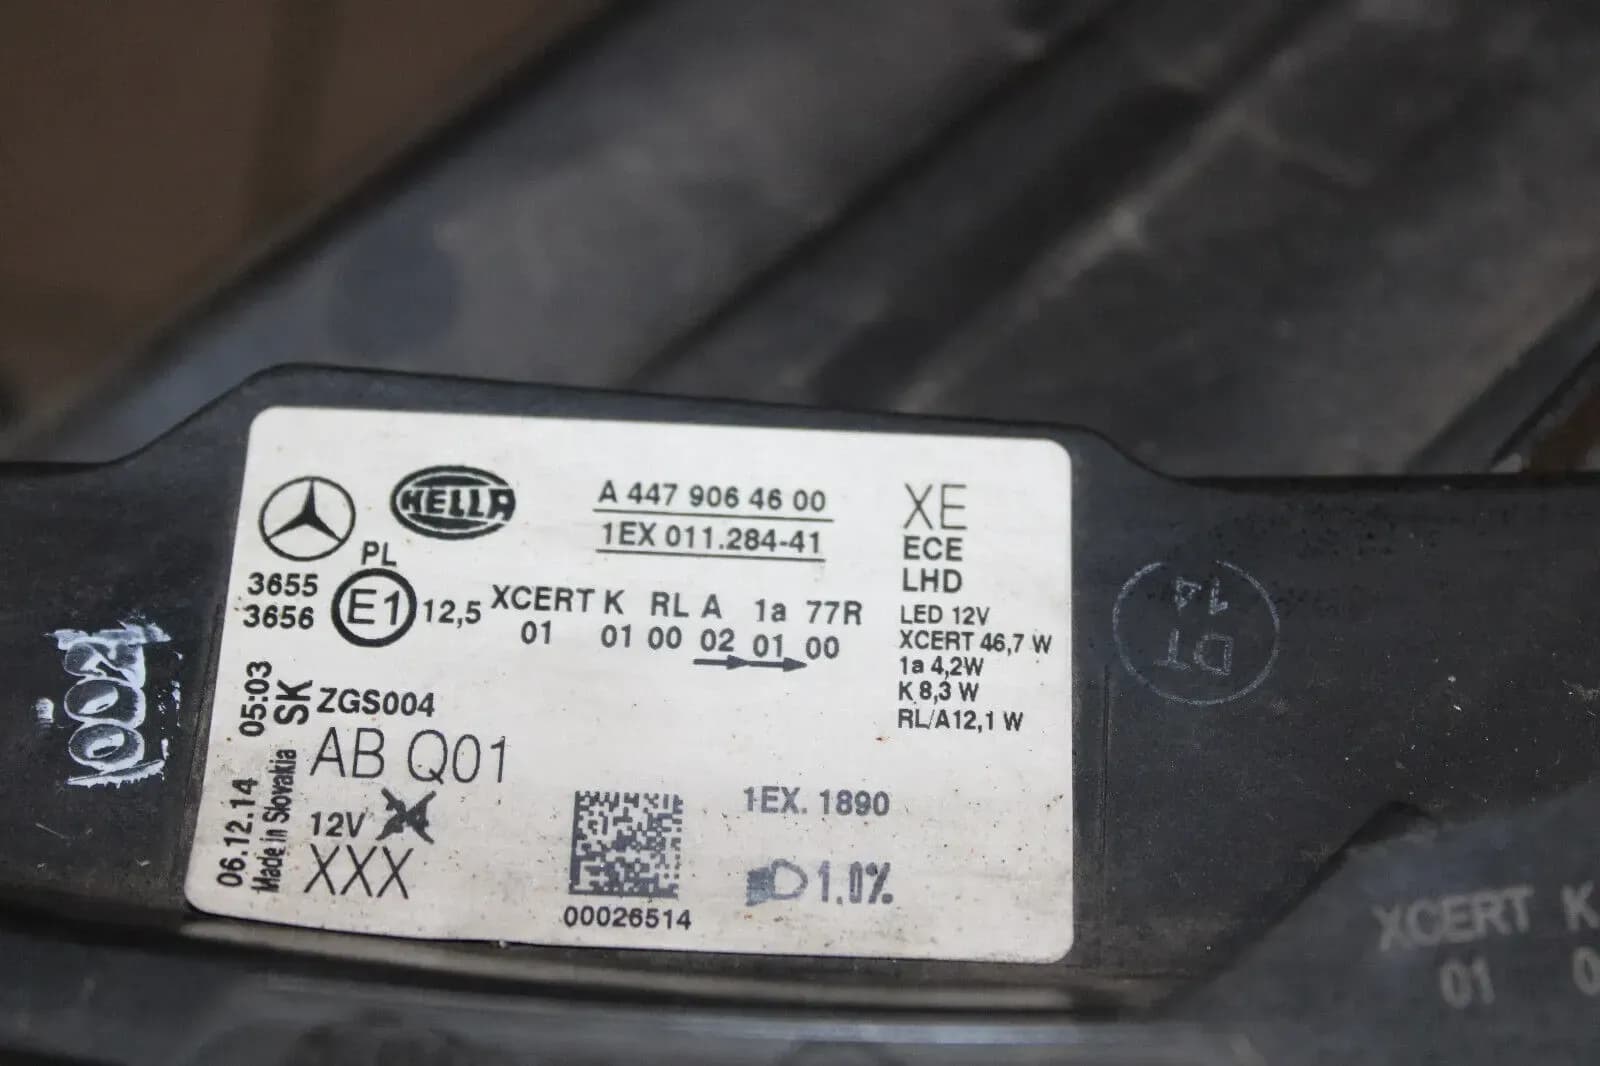 HELLA
A 447 906 46 00
1EX 011.284-41
XE
ECE
LHD
PL
3655
3656
E1
12,5
XCERT K RL A 1a 77R
01 01 00 02 01 00
LED 12V
XCERT 46,7 W
1a 4,2W
K 8,3 W
RL/A12,1 W
06.12.14 05:03
Made in Slovakia SK
ZGS004
AB Q01
12V
XXX
00026514
1EX. 1890
1.0%
002
DT
14
XCERT K
01 0